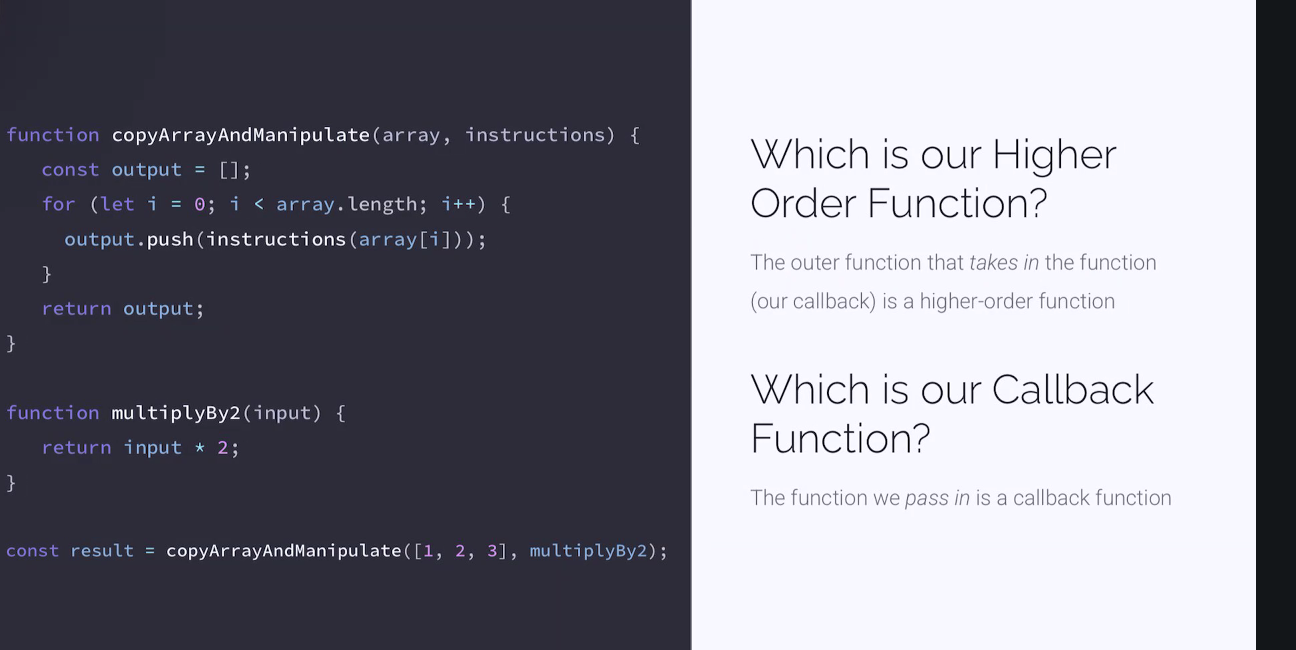 function copyArrayAndManipulate(array, instructions) {
   const output = [];
   for (let i = 0; i < array.length; i++) {
     output.push(instructions(array[i]));
   }
   return output;
}

function multiplyBy2(input) {
   return input * 2;
}

const result = copyArrayAndManipulate([1, 2, 3], multiplyBy2);

Which is our Higher
Order Function?
The outer function that takes in the function
(our callback) is a higher-order function
Which is our Callback
Function?
The function we pass in is a callback function